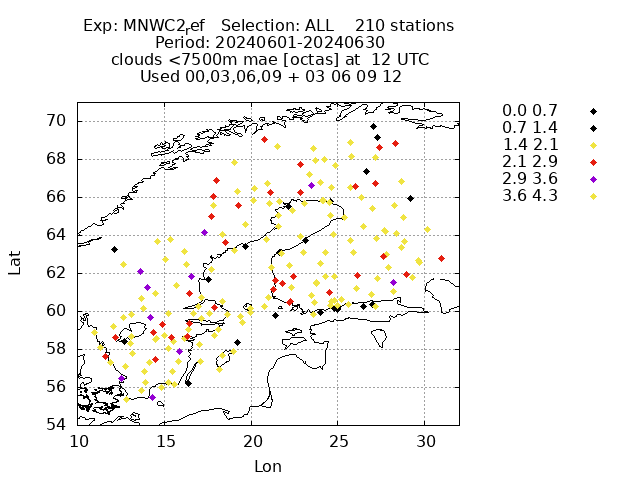 Exp: MNWC2ref   Selection: ALL    210 stations
Period: 20240601-20240630
clouds <7500m mae [octas] at  12 UTC
Used 00,03,06,09 + 03 06 09 12
0.0 0.7
0.7 1.4
1.4 2.1
2.1 2.9
2.9 3.6
3.6 4.3
70
68
66
64
62
60
58
56
54
Lat
10 15 20 25 30
Lon